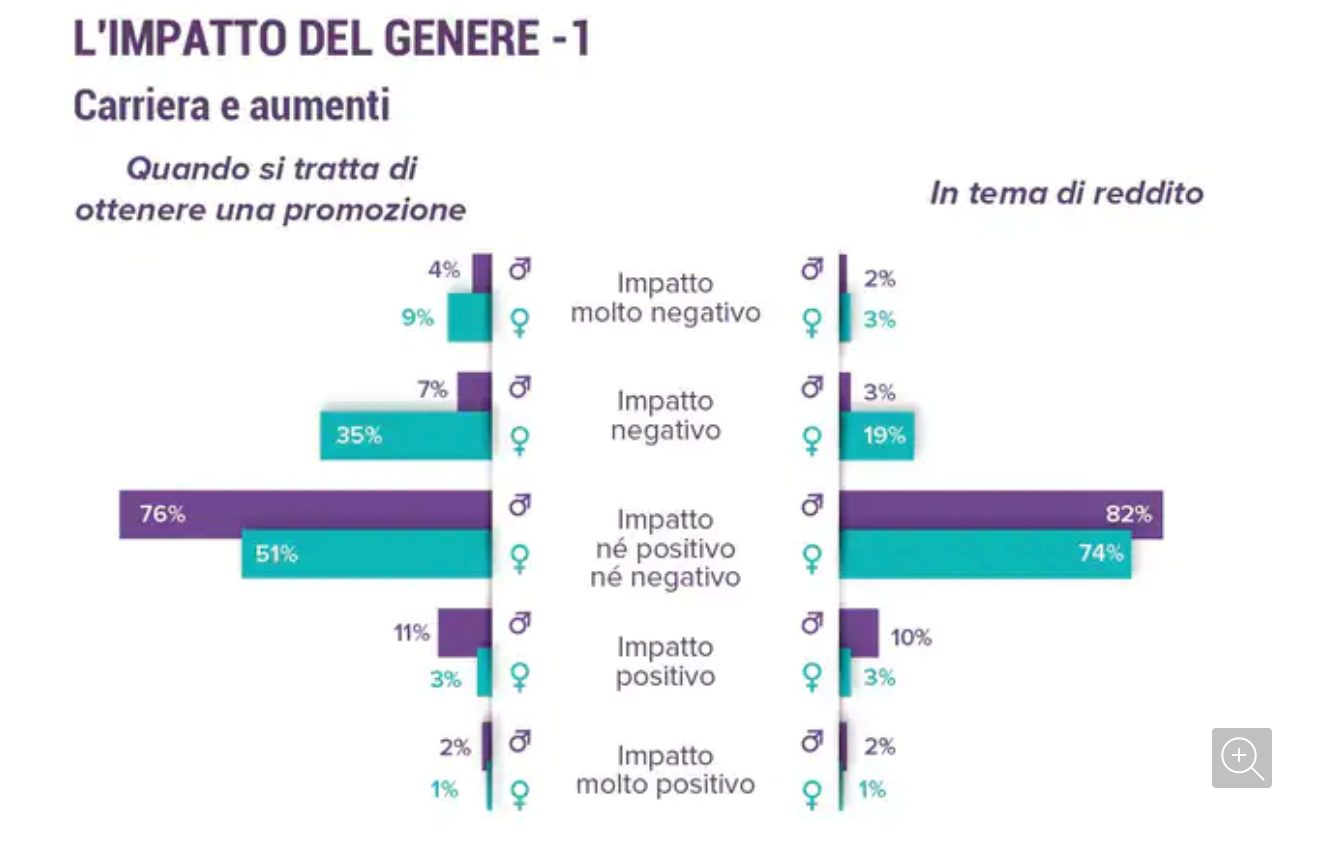 L'IMPATTO DEL GENERE -1
Carriera e aumenti
Quando si tratta di
ottenere una promozione
In tema di reddito
4% ♂ Impatto ♂ 2%
9% ♀ molto negativo ♀ 3%
7% ♂ Impatto ♂ 3%
35% ♀ negativo ♀ 19%
76% ♂ Impatto ♂ 82%
né positivo
51% ♀ né negativo ♀ 74%
11% ♂ Impatto ♂ 10%
3% ♀ positivo ♀ 3%
2% ♂ Impatto ♂ 2%
1% ♀ molto positivo ♀ 1%